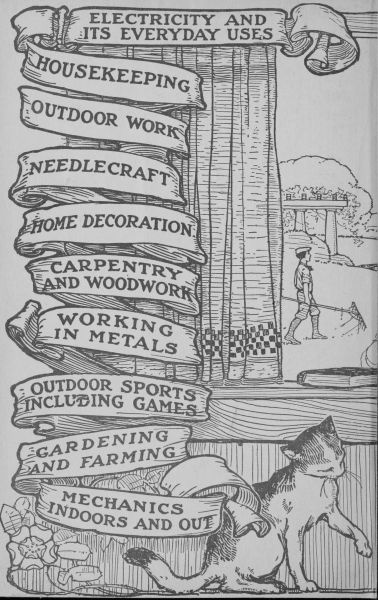 ELECTRICITY AND
ITS EVERYDAY USES
HOUSEKEEPING
OUTDOOR WORK
NEEDLECRAFT
HOME DECORATION
CARPENTRY
AND WOODWORK
WORKING
IN METALS
OUTDOOR SPORTS
INCLUDING GAMES
GARDENING
AND FARMING
MECHANICS
INDOORS AND OUT